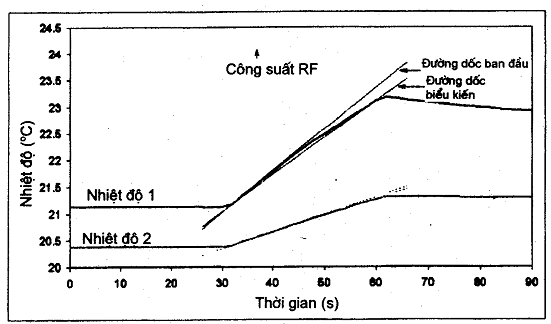 24.5
24
23.5
23
22.5
22
21.5
21
20.5
20
Nhiệt độ (°C)
Công suất RF
Đường dốc ban đầu
Đường dốc
biểu kiến
Nhiệt độ 1
Nhiệt độ 2
0 10 20 30 40 50 60 70 80 90
Thời gian (s)